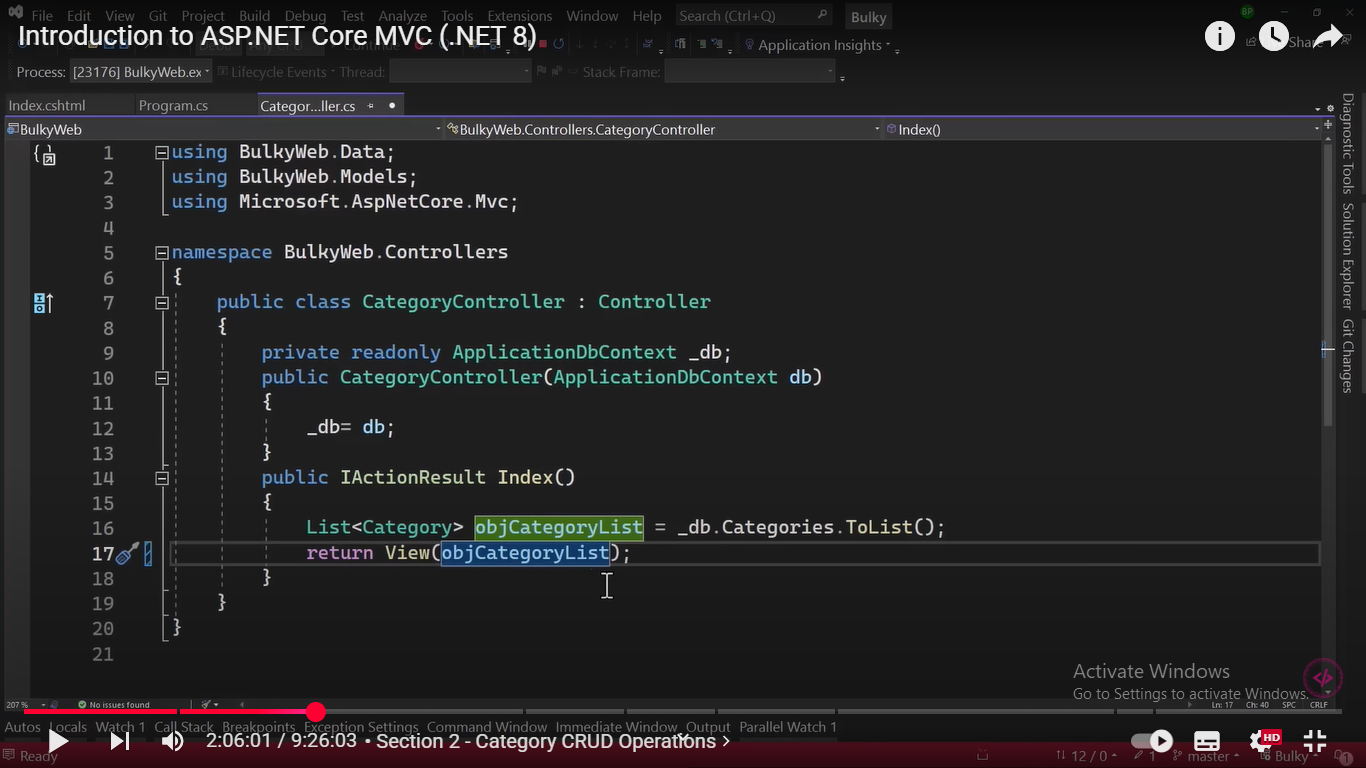 File Edit View Git Project Build Debug Test Analyze Tools Extensions Window Help Search (Ctrl+Q) Bulky BP
Introduction to ASP.NET Core MVC (.NET 8)
Application Insights Share
Process: [23176] BulkyWeb.ex Lifecycle Events Thread: Stack Frame:
Index.cshtml Program.cs Categor...ller.cs
BulkyWeb BulkyWeb.Controllers.CategoryController Index()
1 using BulkyWeb.Data;
2 using BulkyWeb.Models;
3 using Microsoft.AspNetCore.Mvc;
4
5 namespace BulkyWeb.Controllers
6 {
7 public class CategoryController : Controller
8 {
9 private readonly ApplicationDbContext _db;
10 public CategoryController(ApplicationDbContext db)
11 {
12 _db= db;
13 }
14 public IActionResult Index()
15 {
16 List<Category> objCategoryList = _db.Categories.ToList();
17 return View(objCategoryList);
18 }
19 }
20 }
21
Diagnostic Tools
Solution Explorer
Git Changes
Activate Windows
Go to Settings to activate Windows.
207 % No issues found Ln: 17 Ch: 40 SPC CRLF
Autos Locals Watch 1 Call Stack Breakpoints Exception Settings Command Window Immediate Window Output Parallel Watch 1
2:06:01 / 9:26:03 • Section 2 - Category CRUD Operations > HD
Ready 12 / 0 1 master Bulky 1